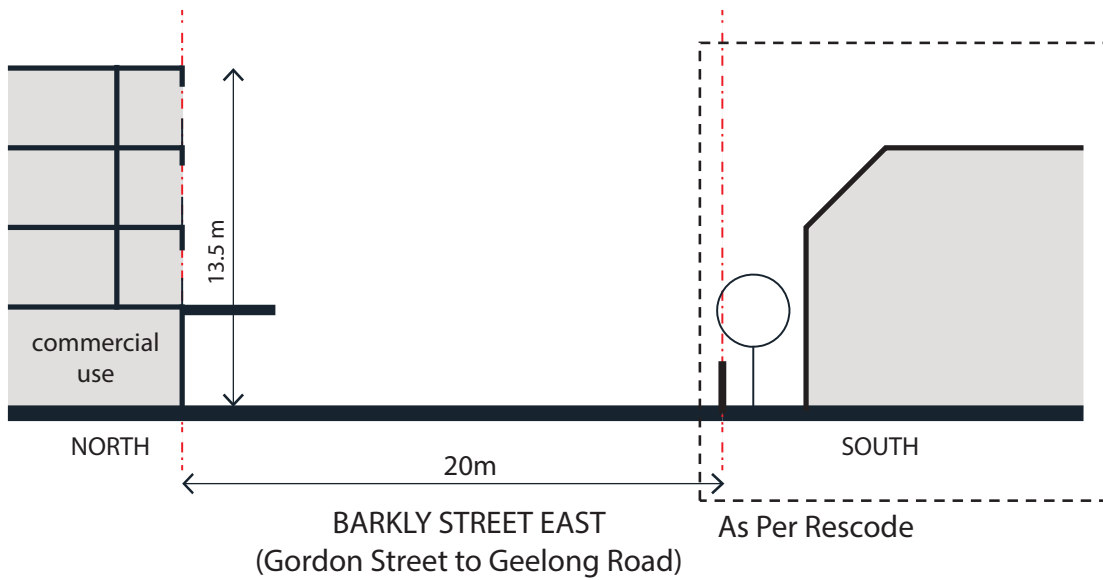 13.5 m
commercial
use
NORTH
SOUTH
20m
BARKLY STREET EAST
(Gordon Street to Geelong Road)
As Per Rescode